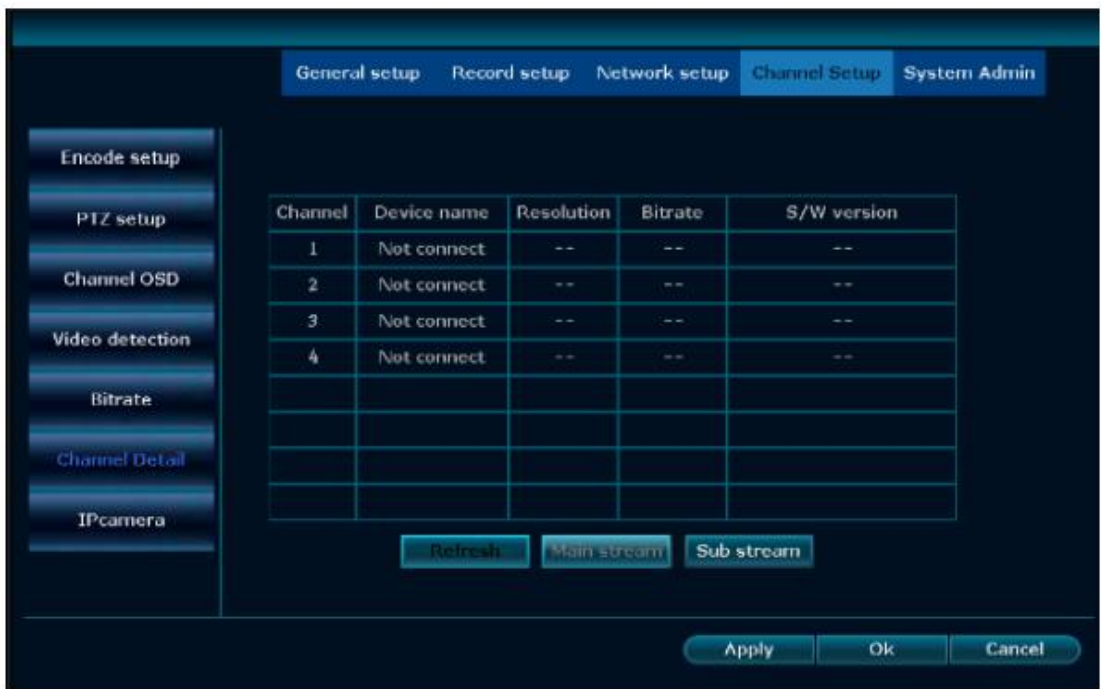 General setup Record setup Network setup Channel Setup System Admin
Encode setup
PTZ setup
Channel OSD
Video detection
Bitrate
Channel Detail
IPcamera
Channel Device name Resolution Bitrate S/W version
1 Not connect -- -- --
2 Not connect -- -- --
3 Not connect -- -- --
4 Not connect -- -- --
Refresh Main stream Sub stream
Apply Ok Cancel